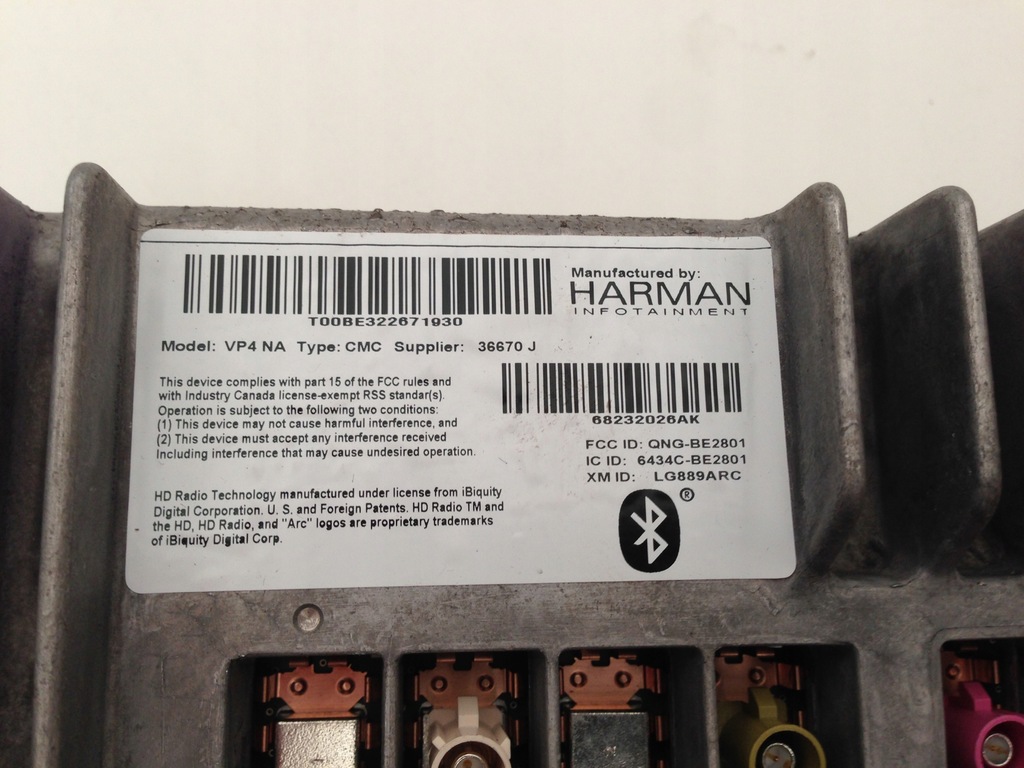 T00BE322671930
Manufactured by:
HARMAN
INFOTAINMENT
Model: VP4 NA Type: CMC Supplier: 36670 J
68232026AK
This device complies with part 15 of the FCC rules and
with Industry Canada license-exempt RSS standar(s).
Operation is subject to the following two conditions:
(1) This device may not cause harmful interference, and
(2) This device must accept any interference received
Including interference that may cause undesired operation.
FCC ID: QNG-BE2801
IC ID: 6434C-BE2801
XM ID: LG889ARC
®
HD Radio Technology manufactured under license from iBiquity
Digital Corporation. U. S. and Foreign Patents. HD Radio TM and
the HD, HD Radio, and "Arc" logos are proprietary trademarks
of iBiquity Digital Corp.